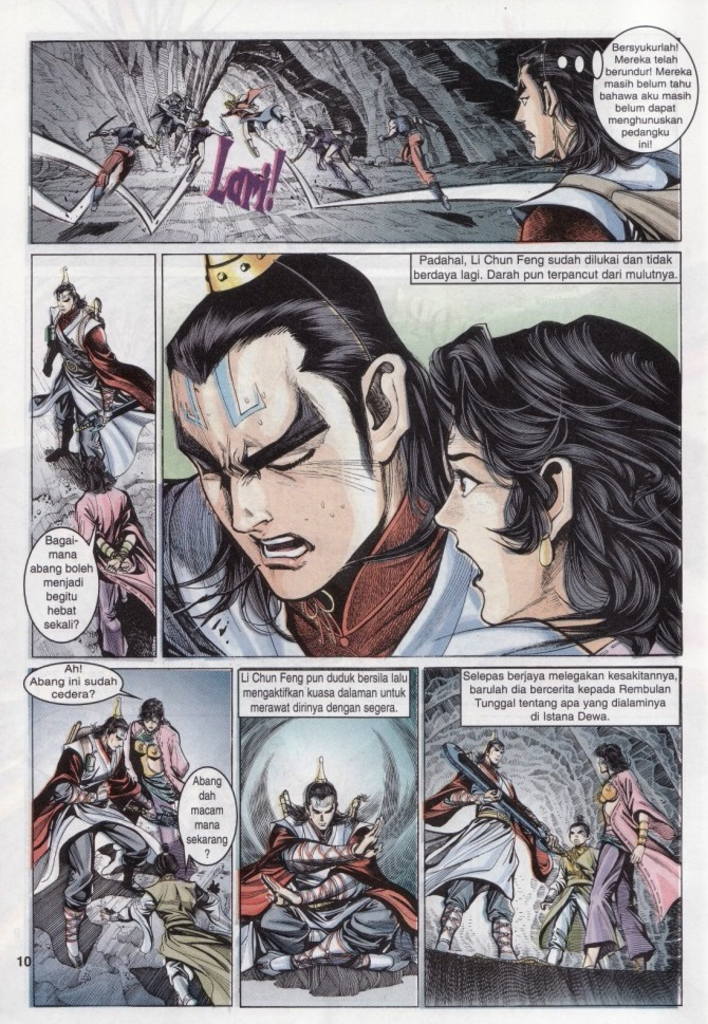 Bersyukurlah!
Mereka telah
berundur! Mereka
masih belum tahu
bahawa aku masih
belum dapat
menghunuskan
pedangku
ini!
Lari!
Padahal, Li Chun Feng sudah dilukai dan tidak
berdaya lagi. Darah pun terpancut dari mulutnya.
Bagai-
mana
abang boleh
menjadi
begitu
hebat
sekali?
Ah!
Abang ini sudah
cedera?
Abang
dah
macam
mana
sekarang
?
Li Chun Feng pun duduk bersila lalu
mengaktifkan kuasa dalaman untuk
merawat dirinya dengan segera.
Selepas berjaya melegakan kesakitannya,
barulah dia bercerita kepada Rembulan
Tunggal tentang apa yang dialaminya
di Istana Dewa.
10